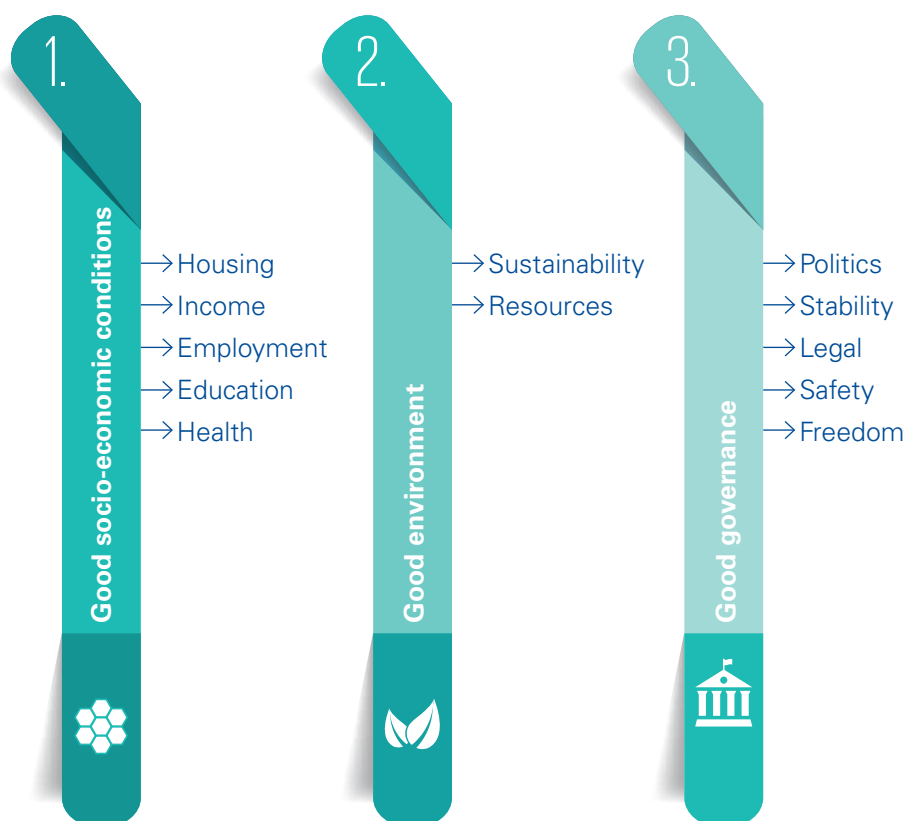 1.
Good socio-economic conditions
Housing
Income
Employment
Education
Health
2.
Good environment
Sustainability
Resources
3.
Good governance
Politics
Stability
Legal
Safety
Freedom